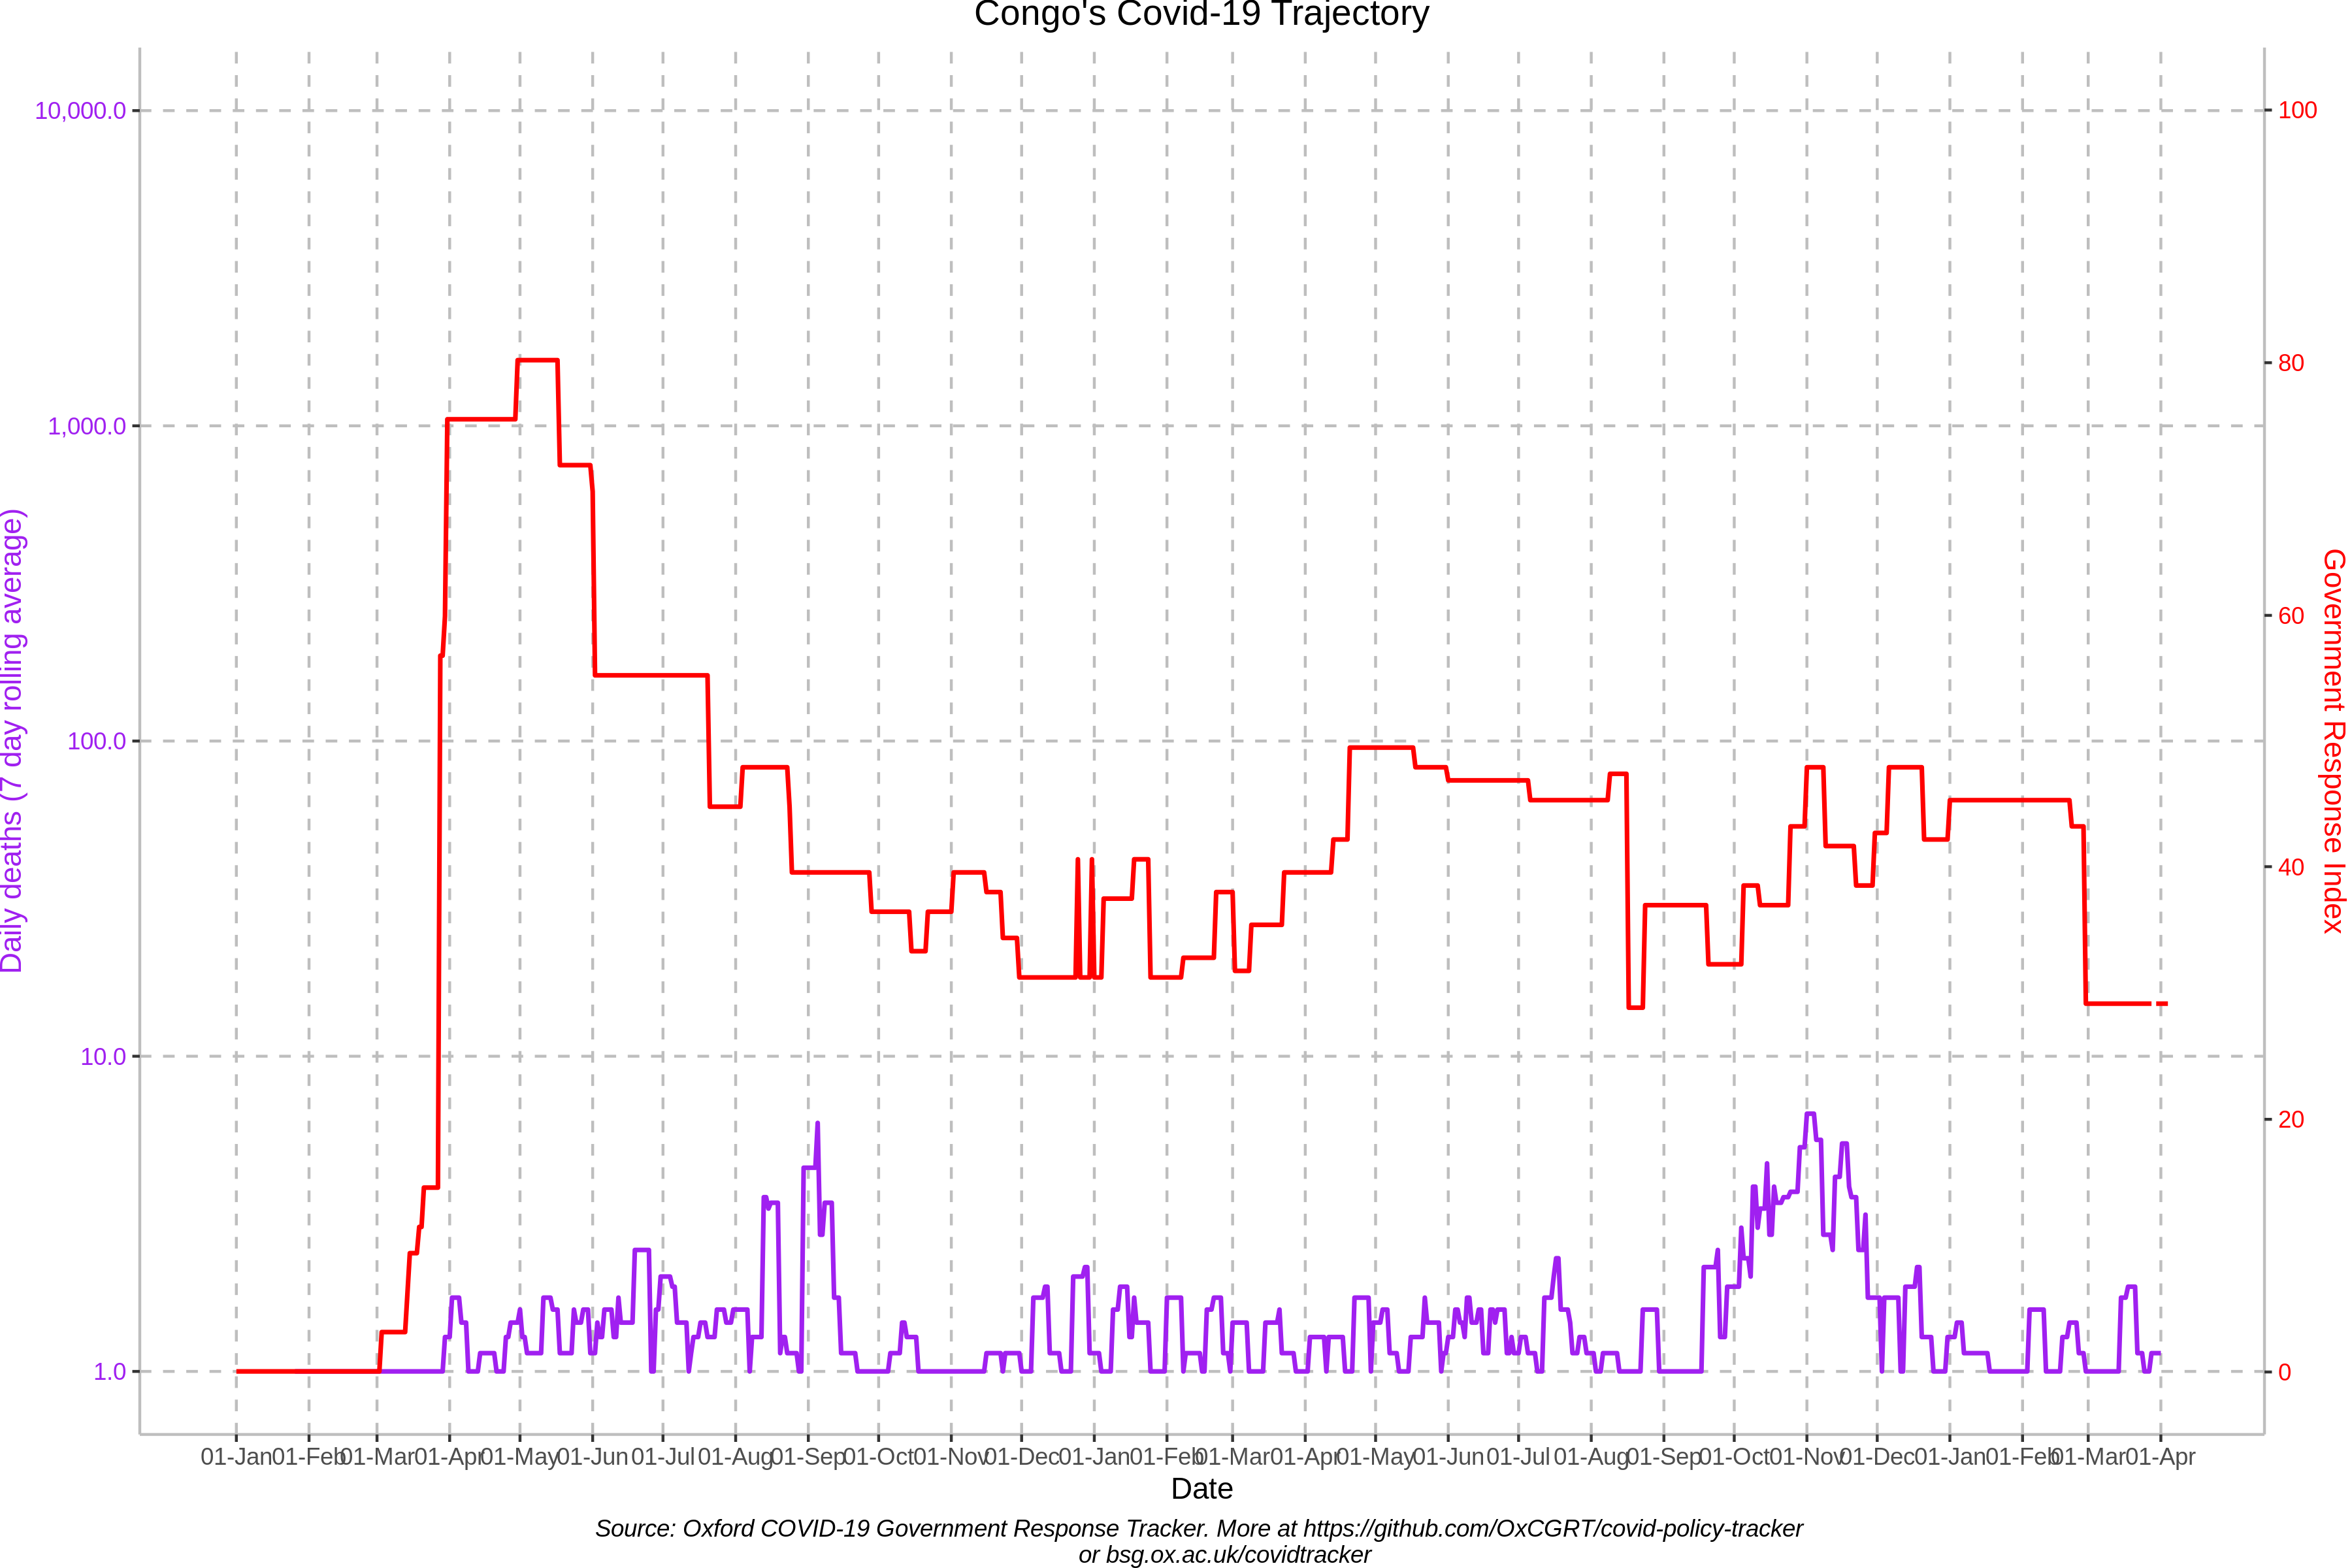 Congo's Covid-19 Trajectory
10,000.0
1,000.0
100.0
10.0
1.0
Daily deaths (7 day rolling average)
100
80
60
40
20
0
Government Response Index
01-Jan 01-Feb 01-Mar 01-Apr 01-May 01-Jun 01-Jul 01-Aug 01-Sep 01-Oct 01-Nov 01-Dec 01-Jan 01-Feb 01-Mar 01-Apr 01-May 01-Jun 01-Jul 01-Aug 01-Sep 01-Oct 01-Nov 01-Dec 01-Jan 01-Feb 01-Mar 01-Apr
Date
Source: Oxford COVID-19 Government Response Tracker. More at https://github.com/OxCGRT/covid-policy-tracker
or bsg.ox.ac.uk/covidtracker